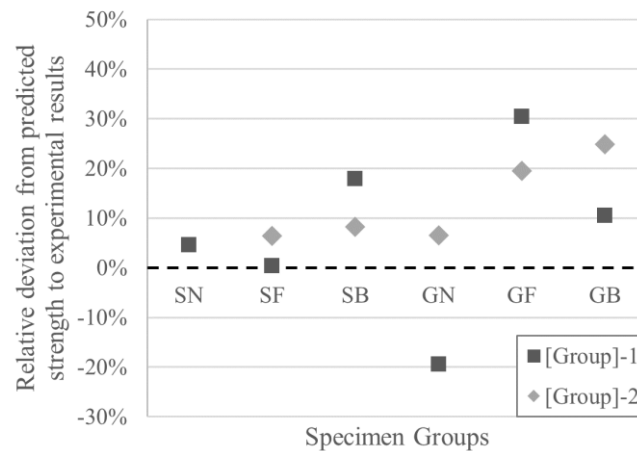 Relative deviation from predicted
strength to experimental results
50%
40%
30%
20%
10%
0%
-10%
-20%
-30%
SN SF SB GN GF GB
[Group]-1
[Group]-2
Specimen Groups